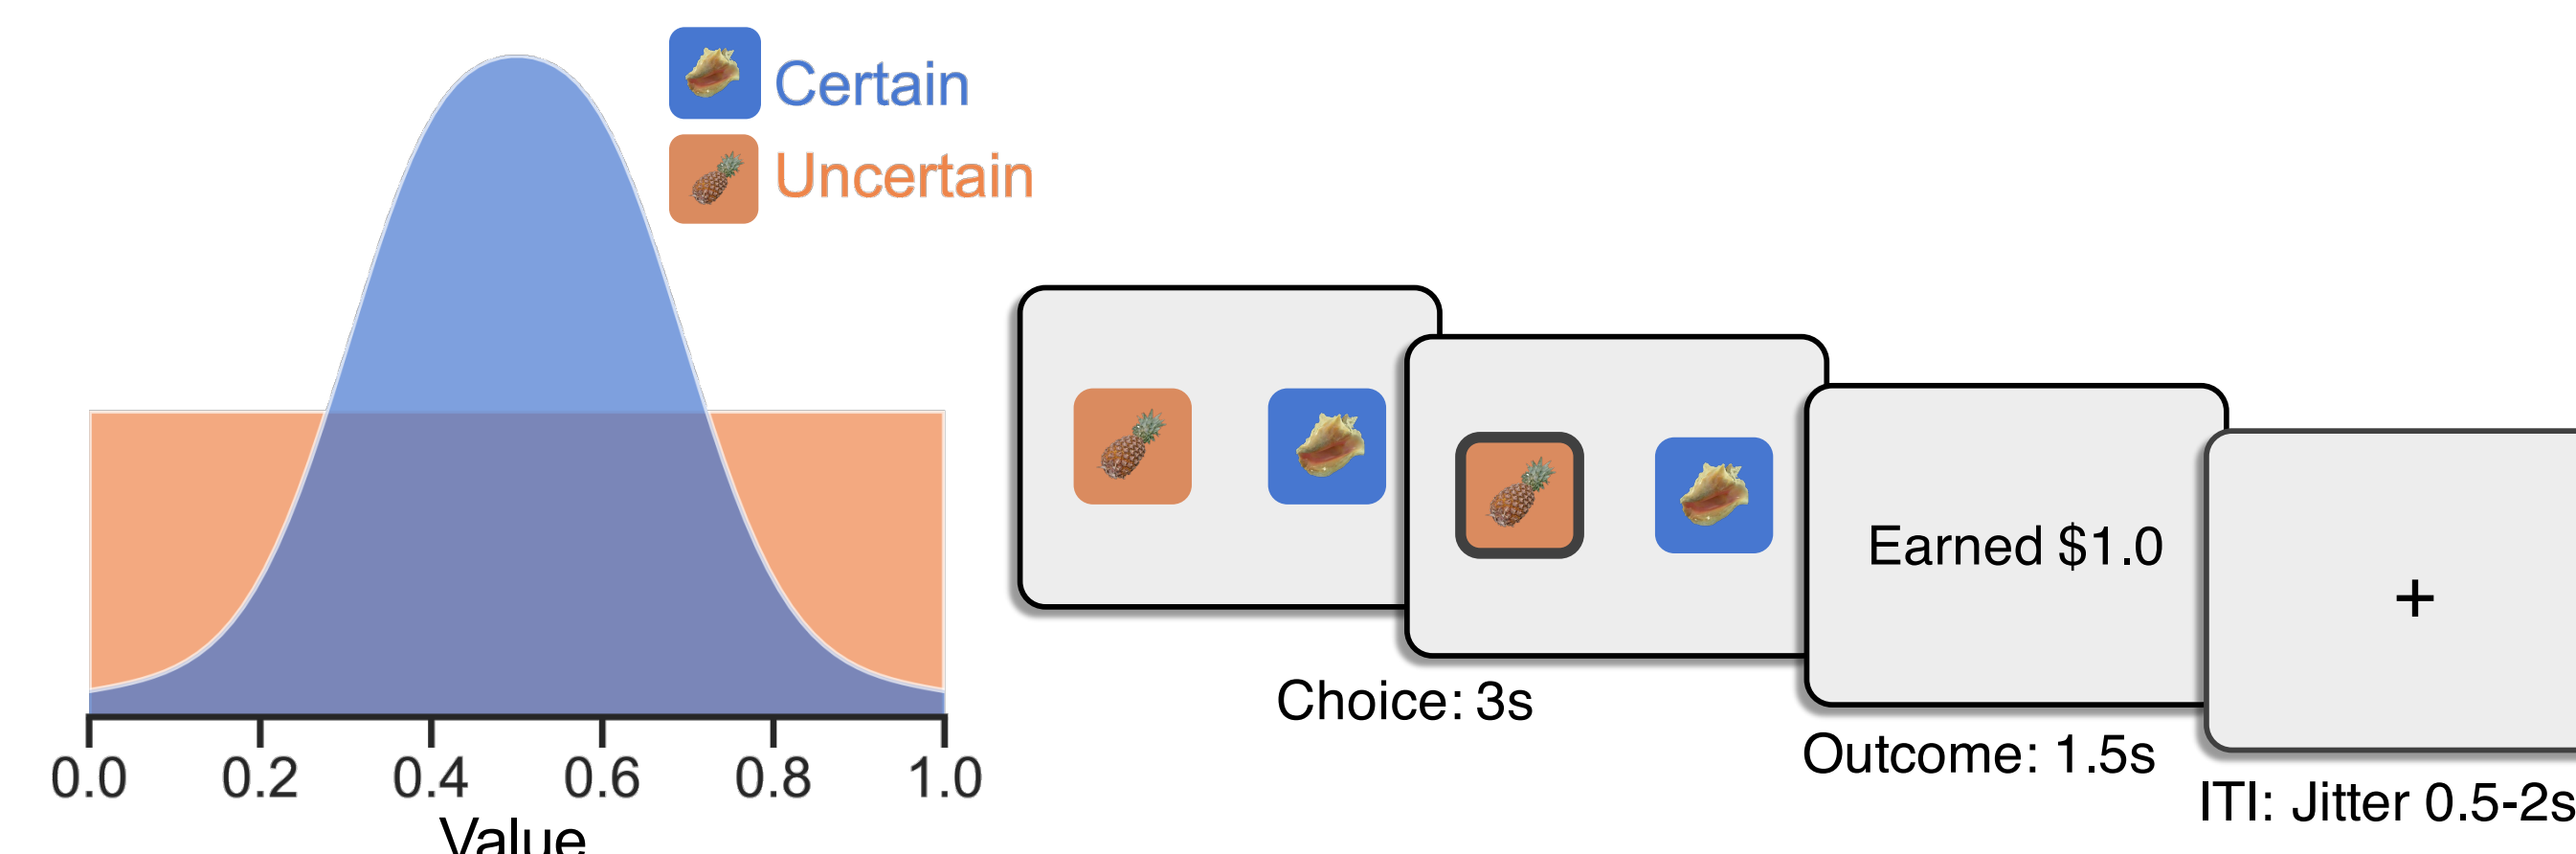 Certain
Uncertain
0.0 0.2 0.4 0.6 0.8 1.0
Value
Choice: 3s
Earned $1.0
Outcome: 1.5s
+
ITI: Jitter 0.5-2s